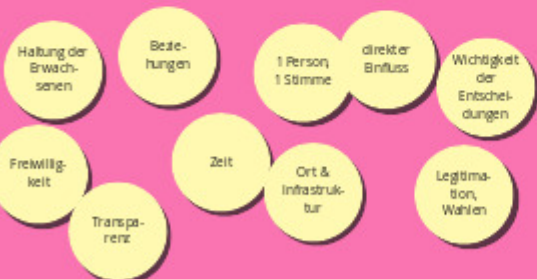 Haltung der
Erwach-
senen
Bezie-
hungen
1 Person,
1 Stimme
direkter
Einfluss
Wichtigkeit
der
Entschei-
dungen
Freiwillig-
keit
Transpa-
renz
Zeit
Ort &
Infrastruk-
tur
Legitima-
tion,
Wahlen